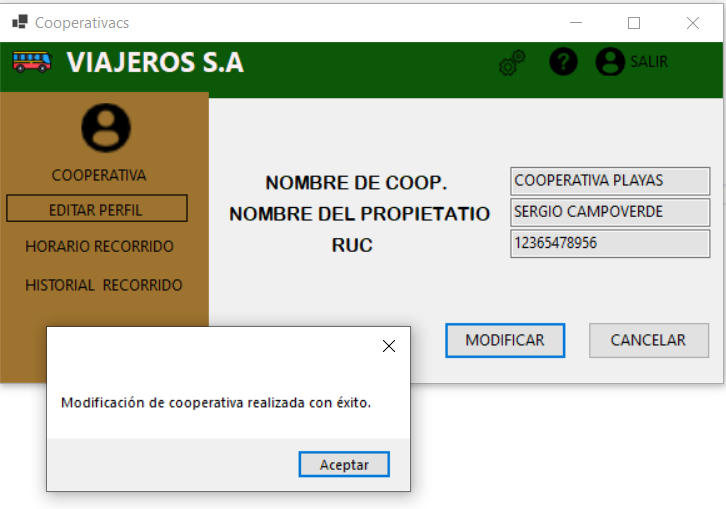 Cooperativacs
VIAJEROS S.A
? SALIR
COOPERATIVA
EDITAR PERFIL
HORARIO RECORRIDO
HISTORIAL RECORRIDO
NOMBRE DE COOP. COOPERATIVA PLAYAS
NOMBRE DEL PROPIETATIO SERGIO CAMPOVERDE
RUC 12365478956
MODIFICAR CANCELAR
Modificación de cooperativa realizada con éxito.
Aceptar